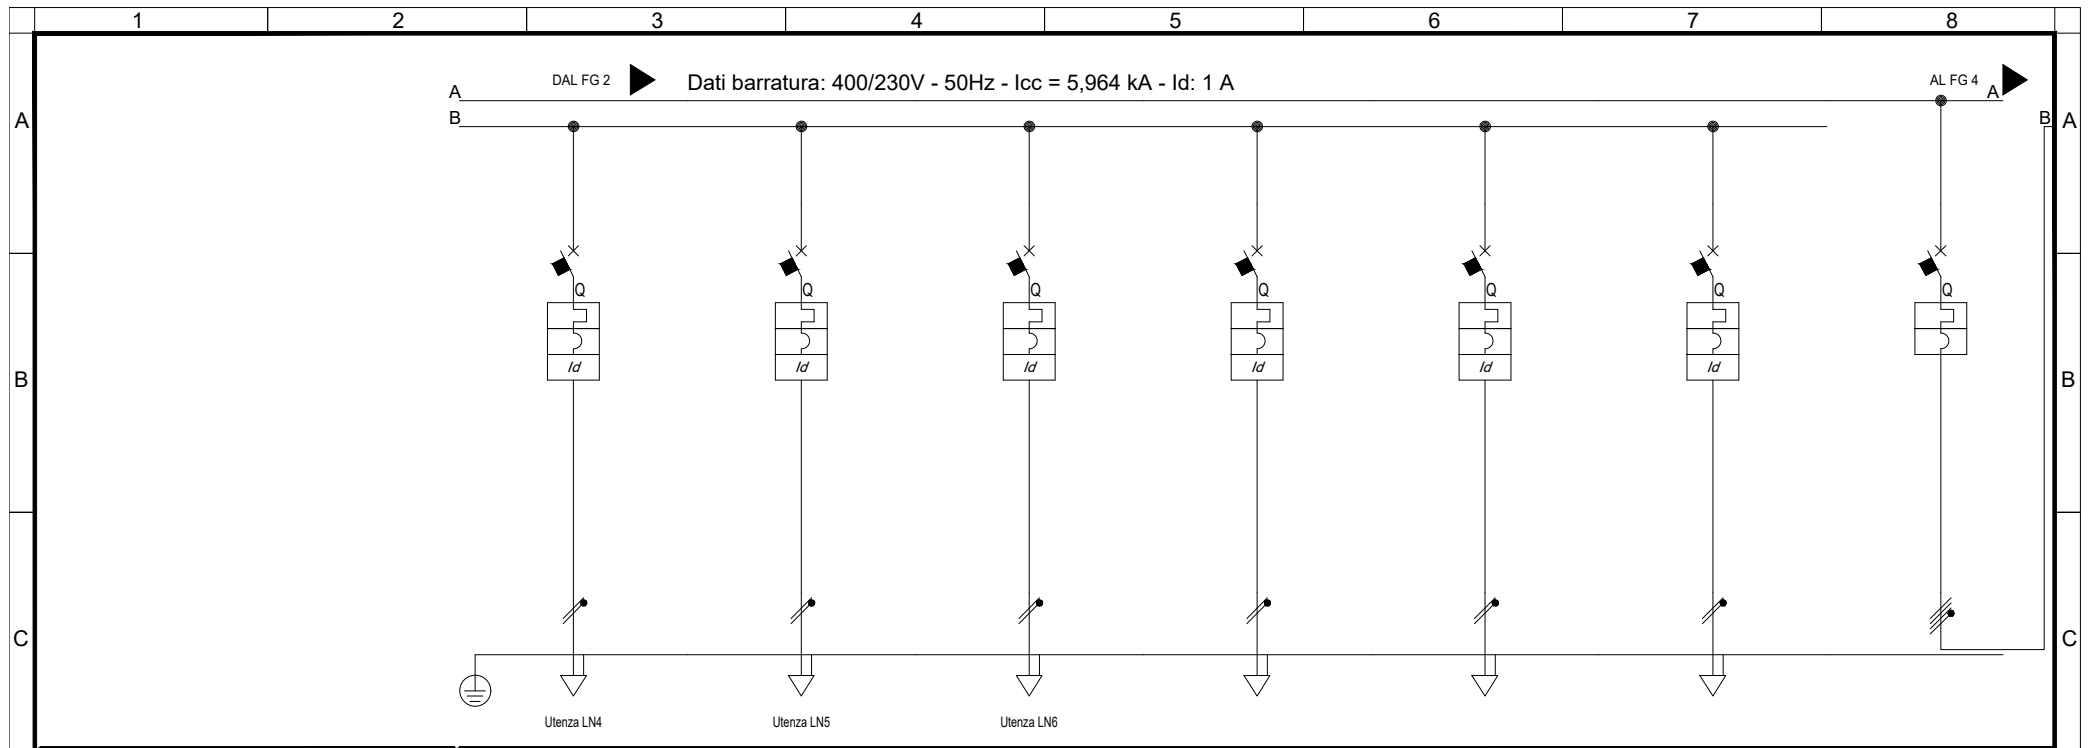 1 2 3 4 5 6 7 8
DAL FG 2 Dati barratura: 400/230V - 50Hz - Icc = 5,964 kA - Id: 1 A AL FG 4
A A
B B
A A
Q Q Q Q Q Q Q
Id Id Id Id Id Id
B B
C C
Utenza LN4 Utenza LN5 Utenza LN6